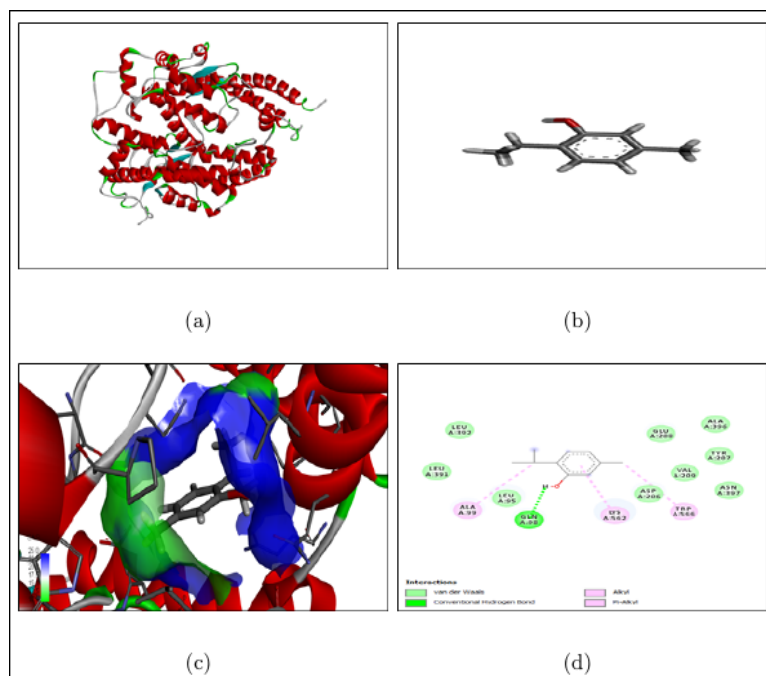 (a)
(b)
(c)
LEU
A:392
LEU
A:391
ALA
A:99
LEU
A:95
GLN
A:98
GLU
A:208
ALA
A:396
TYR
A:207
VAL
A:209
ASP
A:206
ASN
A:397
LYS
A:562
TRP
A:566
Interactions
van der Waals
Conventional Hydrogen Bond
Alkyl
Pi-Alkyl
H
O
(d)